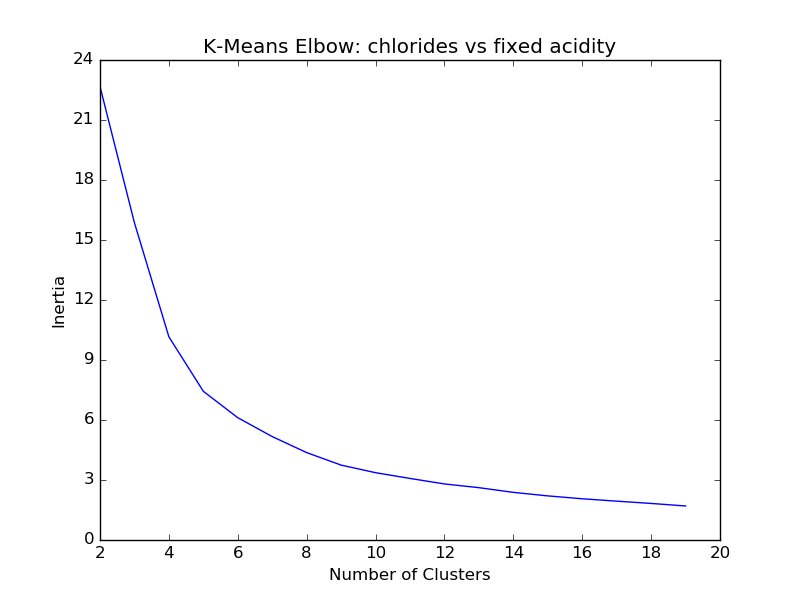 K-Means Elbow: chlorides vs fixed acidity
24
21
18
15
12
9
6
3
0
Inertia
2 4 6 8 10 12 14 16 18 20
Number of Clusters